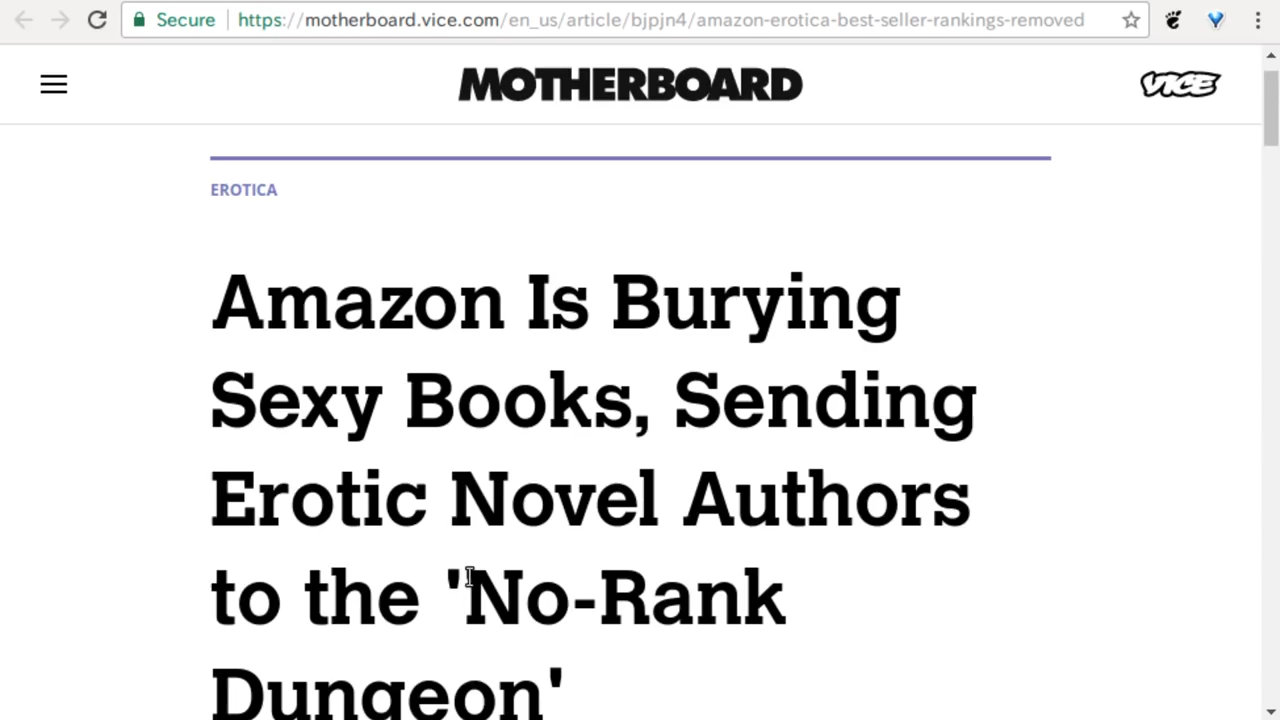 Secure https://motherboard.vice.com/en_us/article/bjpjn4/amazon-erotica-best-seller-rankings-removed
MOTHERBOARD
VICE
EROTICA
Amazon Is Burying
Sexy Books, Sending
Erotic Novel Authors
to the 'No-Rank
Dungeon'